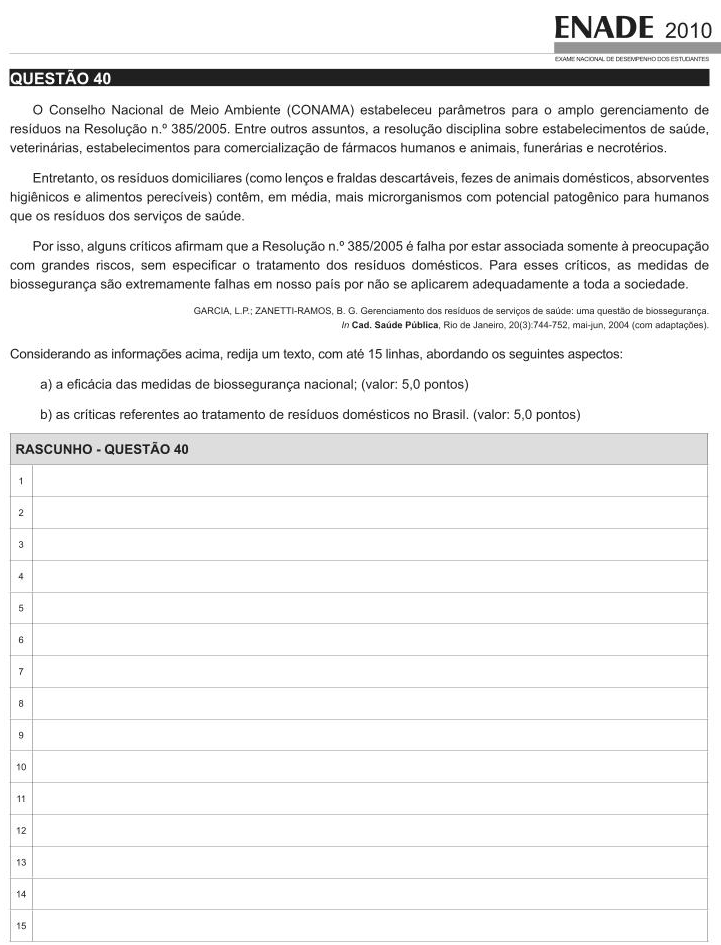 ENADE 2010
EXAME NACIONAL DE DESEMPENHO DOS ESTUDANTES
QUESTÃO 40
O Conselho Nacional de Meio Ambiente (CONAMA) estabeleceu parâmetros para o amplo gerenciamento de
resíduos na Resolução n.º 385/2005. Entre outros assuntos, a resolução disciplina sobre estabelecimentos de saúde,
veterinárias, estabelecimentos para comercialização de fármacos humanos e animais, funerárias e necrotérios.
Entretanto, os resíduos domiciliares (como lenços e fraldas descartáveis, fezes de animais domésticos, absorventes
higiênicos e alimentos perecíveis) contêm, em média, mais microrganismos com potencial patogênico para humanos
que os resíduos dos serviços de saúde.
Por isso, alguns críticos afirmam que a Resolução n.º 385/2005 é falha por estar associada somente à preocupação
com grandes riscos, sem especificar o tratamento dos resíduos domésticos. Para esses críticos, as medidas de
biossegurança são extremamente falhas em nosso país por não se aplicarem adequadamente a toda a sociedade.
GARCIA, L.P.; ZANETTI-RAMOS, B. G. Gerenciamento dos resíduos de serviços de saúde: uma questão de biossegurança.
In Cad. Saúde Pública, Rio de Janeiro, 20(3):744-752, mai-jun, 2004 (com adaptações).
Considerando as informações acima, redija um texto, com até 15 linhas, abordando os seguintes aspectos:
a) a eficácia das medidas de biossegurança nacional; (valor: 5,0 pontos)
b) as críticas referentes ao tratamento de resíduos domésticos no Brasil. (valor: 5,0 pontos)
RASCUNHO - QUESTÃO 40
1
2
3
4
5
6
7
8
9
10
11
12
13
14
15